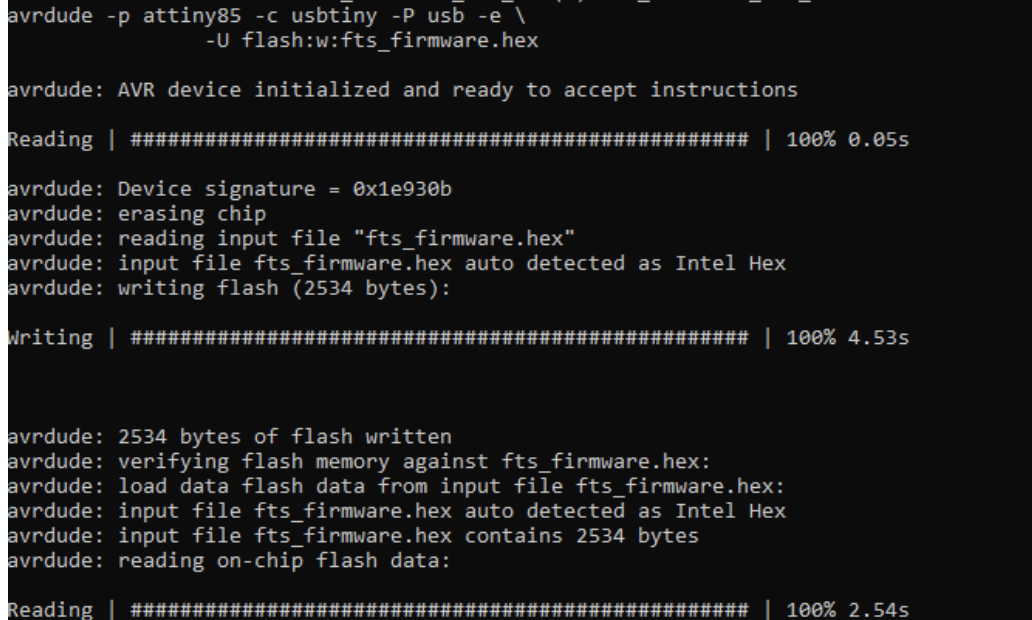 avrdude -p attiny85 -c usbtiny -P usb -e \
-U flash:w:fts_firmware.hex
avrdude: AVR device initialized and ready to accept instructions
Reading | ################################################## | 100% 0.05s
avrdude: Device signature = 0x1e930b
avrdude: erasing chip
avrdude: reading input file "fts_firmware.hex"
avrdude: input file fts_firmware.hex auto detected as Intel Hex
avrdude: writing flash (2534 bytes):
Writing | ################################################## | 100% 4.53s
avrdude: 2534 bytes of flash written
avrdude: verifying flash memory against fts_firmware.hex:
avrdude: load data flash data from input file fts_firmware.hex:
avrdude: input file fts_firmware.hex auto detected as Intel Hex
avrdude: input file fts_firmware.hex contains 2534 bytes
avrdude: reading on-chip flash data:
Reading | ################################################## | 100% 2.54s